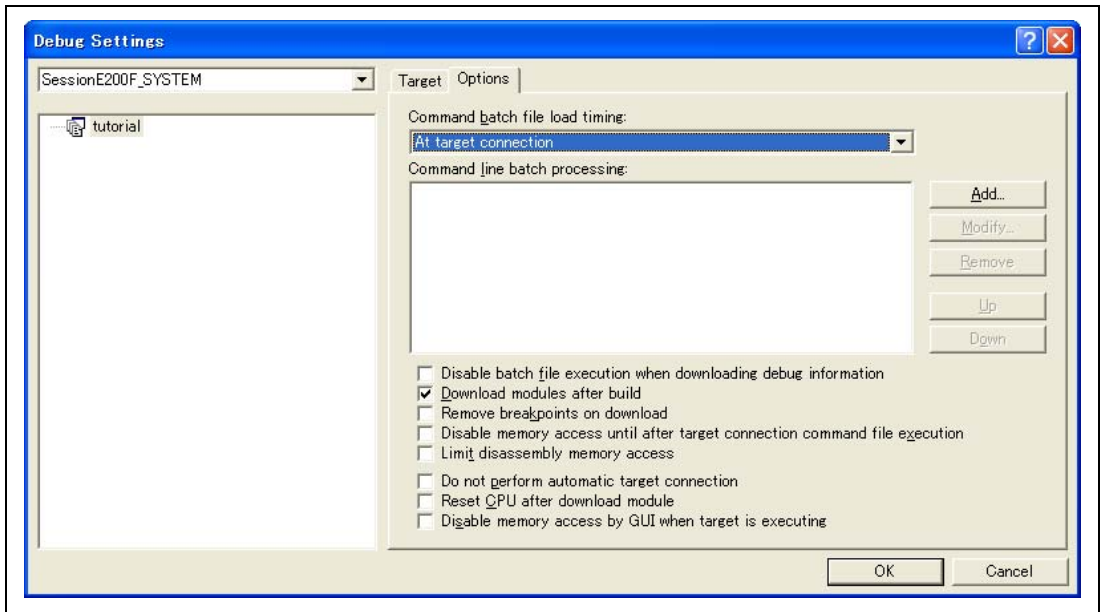 Debug Settings
SessionE200F_SYSTEM
tutorial
Target
Options
Command batch file load timing:
At target connection
Command line batch processing:
Add...
Modify...
Remove
Up
Down
Disable batch file execution when downloading debug information
Download modules after build
Remove breakpoints on download
Disable memory access until after target connection command file execution
Limit disassembly memory access
Do not perform automatic target connection
Reset CPU after download module
Disable memory access by GUI when target is executing
OK
Cancel